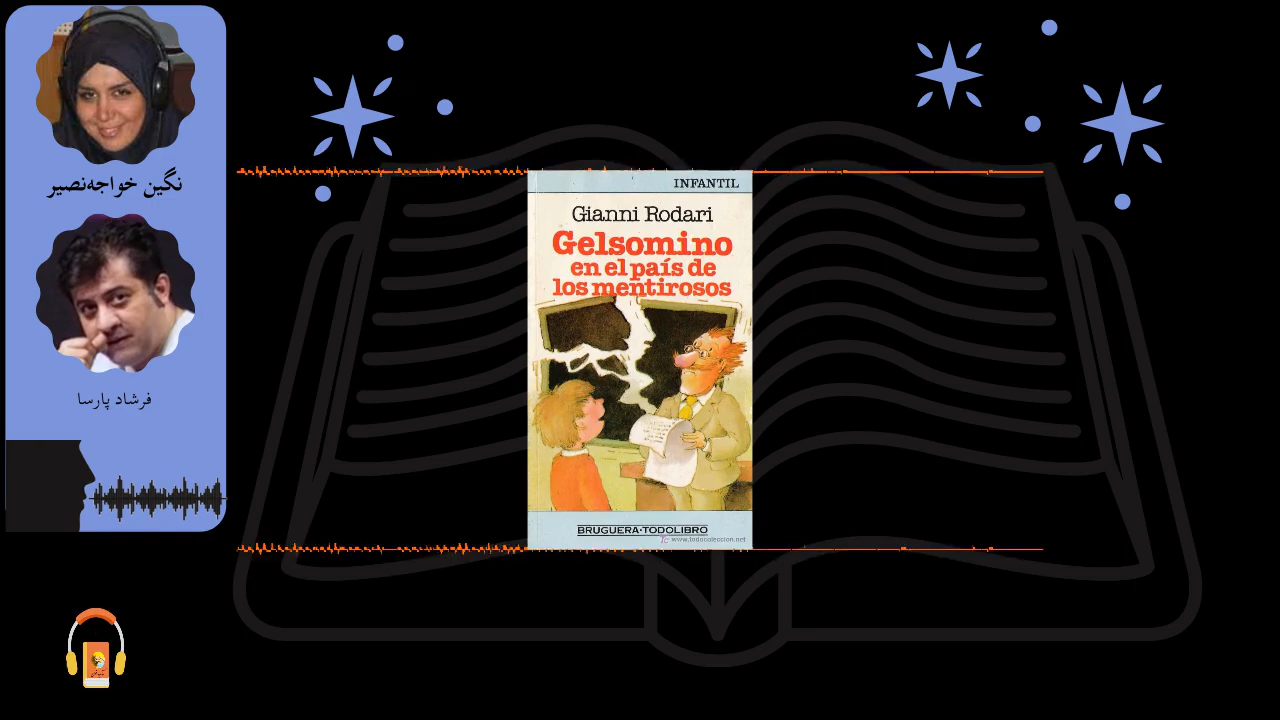 نگین خواجه‌نصیر
فرشاد پارسا
INFANTIL
Gianni Rodari
Gelsomino
en el país de
los mentirosos
BRUGUERA·TODOLIBRO
www.todocoleccion.net